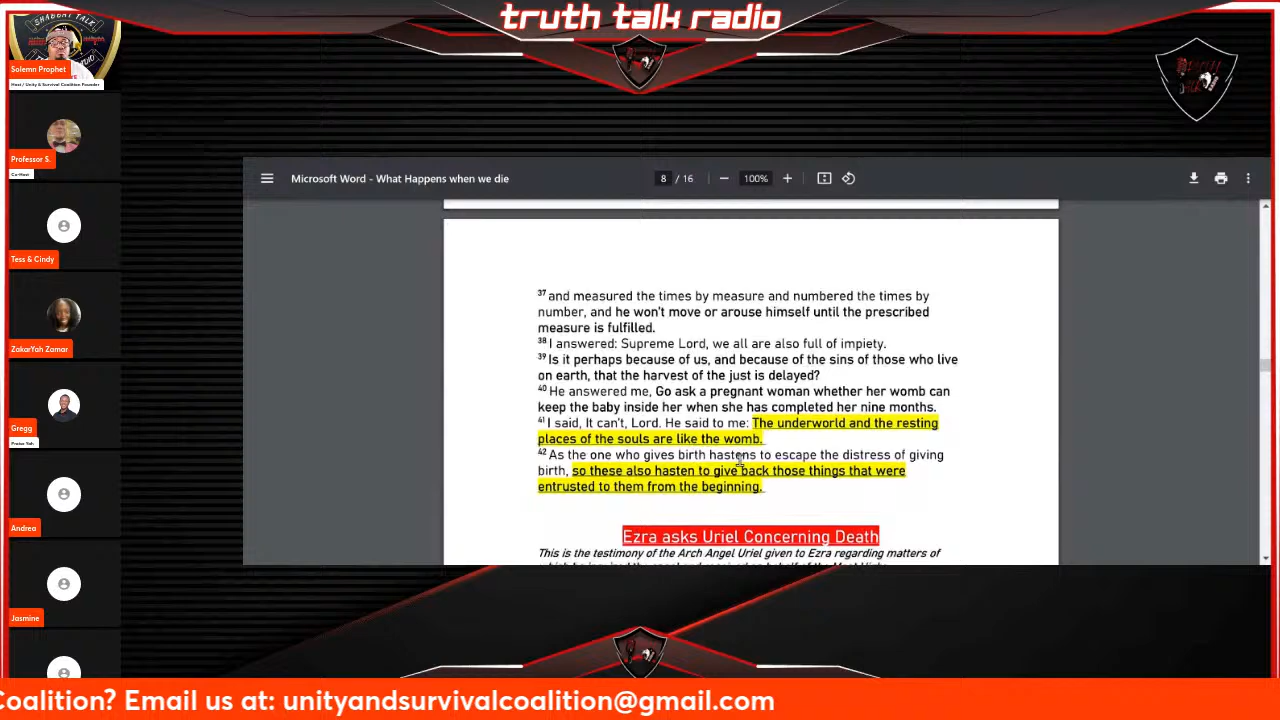 truth talk radio
Solemn Prophet
Host / Unity & Survival Coalition Founder
Professor S.
Co-Host
Tess & Cindy
ZakarYah Zamar
Gregg
Praise Yah
Andrea
Jasmine
Microsoft Word - What Happens when we die
8 / 16
100%
37 and measured the times by measure and numbered the times by
number, and he won't move or arouse himself until the prescribed
measure is fulfilled.
38 I answered: Supreme Lord, we all are also full of impiety.
39 Is it perhaps because of us, and because of the sins of those who live
on earth, that the harvest of the just is delayed?
40 He answered me, Go ask a pregnant woman whether her womb can
keep the baby inside her when she has completed her nine months.
41 I said, It can't, Lord. He said to me: The underworld and the resting
places of the souls are like the womb.
42 As the one who gives birth hastens to escape the distress of giving
birth, so these also hasten to give back those things that were
entrusted to them from the beginning.
Ezra asks Uriel Concerning Death
This is the testimony of the Arch Angel Uriel given to Ezra regarding matters of
Coalition? Email us at: unityandsurvivalcoalition@gmail.com